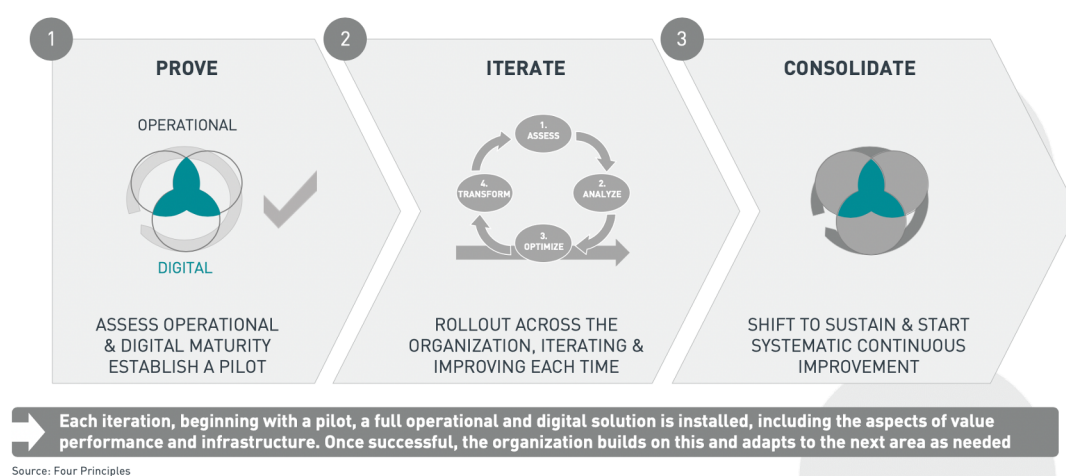 1
PROVE
OPERATIONAL
DIGITAL
ASSESS OPERATIONAL
& DIGITAL MATURITY
ESTABLISH A PILOT
2
ITERATE
1.
ASSESS
2.
ANALYZE
3.
OPTIMIZE
4.
TRANSFORM
ROLLOUT ACROSS THE
ORGANIZATION, ITERATING &
IMPROVING EACH TIME
3
CONSOLIDATE
SHIFT TO SUSTAIN & START
SYSTEMATIC CONTINUOUS
IMPROVEMENT
Each iteration, beginning with a pilot, a full operational and digital solution is installed, including the aspects of value
performance and infrastructure. Once successful, the organization builds on this and adapts to the next area as needed
Source: Four Principles